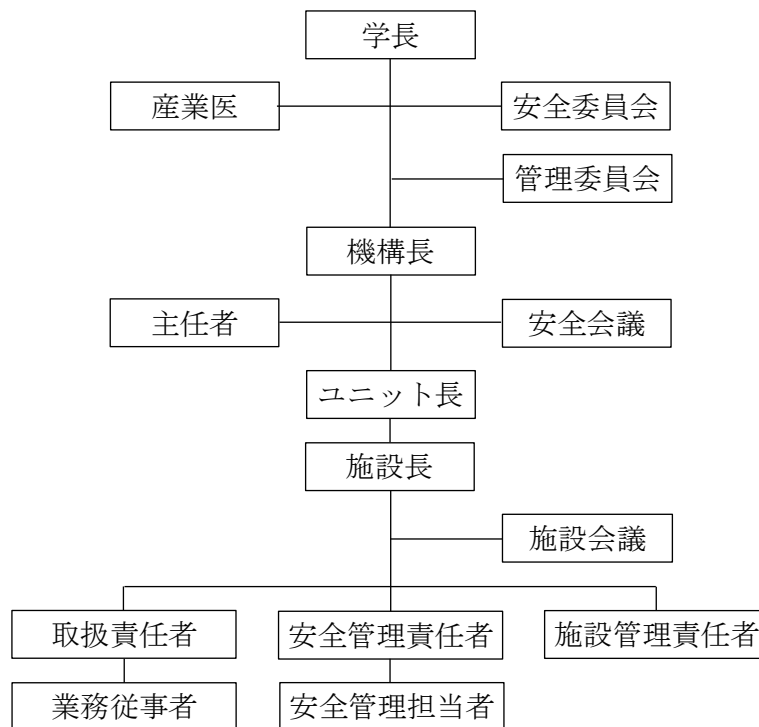 学長
産業医
安全委員会
管理委員会
機構長
主任者
安全会議
ユニット長
施設長
施設会議
取扱責任者
安全管理責任者
施設管理責任者
業務従事者
安全管理担当者